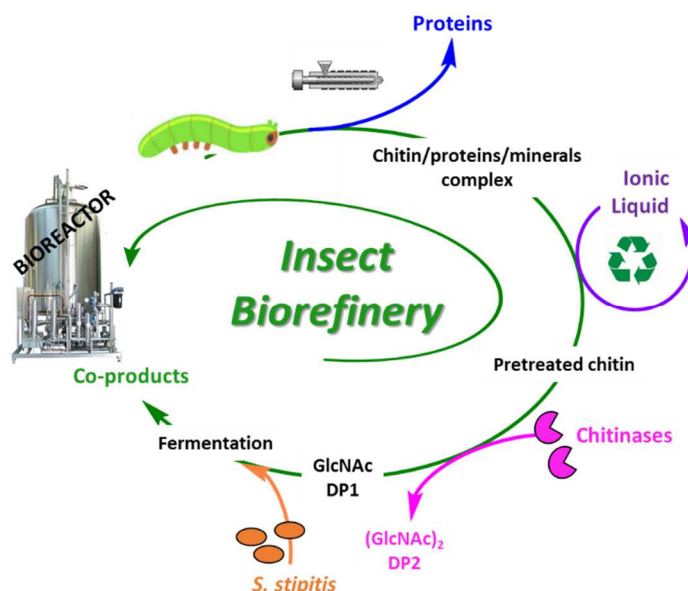 Proteins
Chitin/proteins/minerals
complex
Ionic
Liquid
BIOREACTOR
Insect
Biorefinery
Pretreated chitin
Co-products
Chitinases
Fermentation
GlcNAc
DP1
(GlcNAc)₂
DP2
S. stipitis